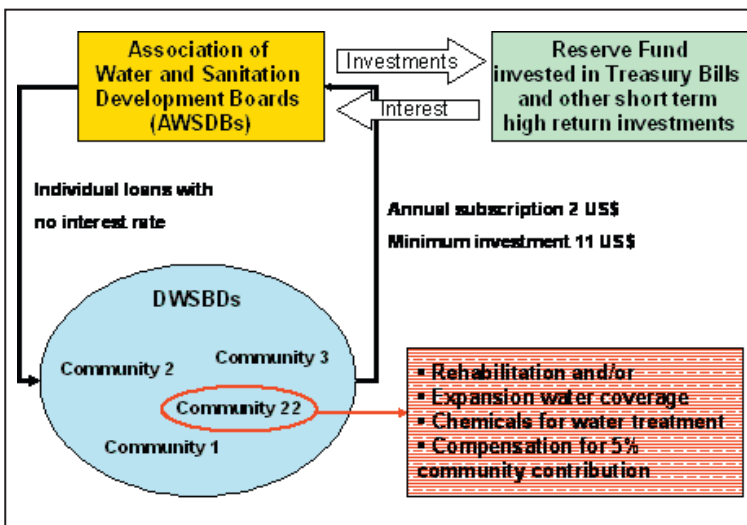 Association of
Water and Sanitation
Development Boards
(AWSDBs)
Investments
Interest
Reserve Fund
invested in Treasury Bills
and other short term
high return investments
Individual loans with
no interest rate
Annual subscription 2 US$
Minimum investment 11 US$
DWSBDs
Community 2
Community 3
Community 22
Community 1
▪ Rehabilitation and/or
▪ Expansion water coverage
▪ Chemicals for water treatment
▪ Compensation for 5%
community contribution